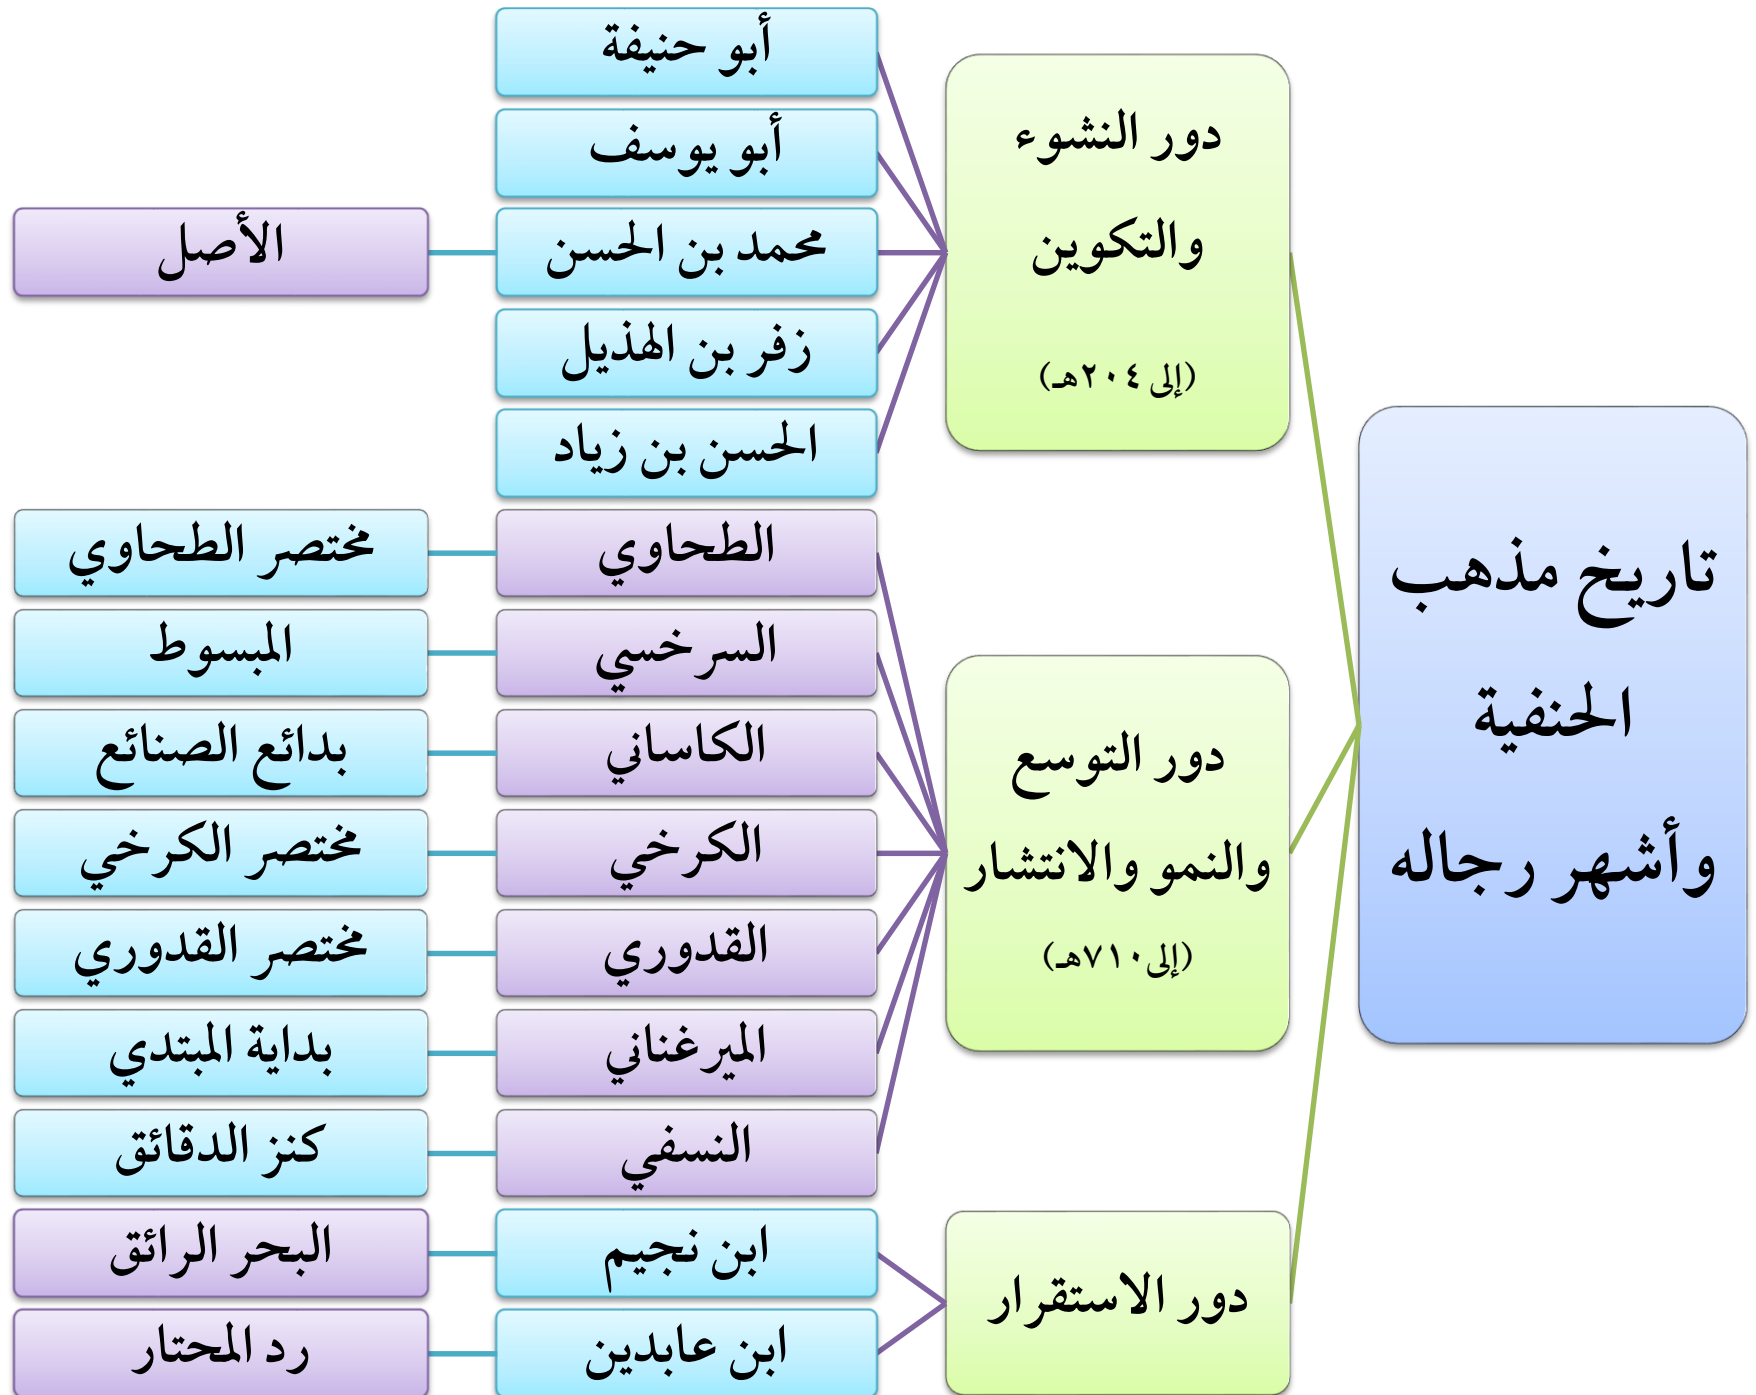 تاريخ مذهب
الحنفية
وأشهر رجاله
دور النشوء
والتكوين
(إلى ٢٠٤هـ)
أبو حنيفة
أبو يوسف
محمد بن الحسن
الأصل
زفر بن الهذيل
الحسن بن زياد
دور التوسع
والنمو والانتشار
(إلى٧١٠هـ)
الطحاوي
مختصر الطحاوي
السرخسي
المبسوط
الكاساني
بدائع الصنائع
الكرخي
مختصر الكرخي
القدوري
مختصر القدوري
الميرغناني
بداية المبتدي
النسفي
كنز الدقائق
دور الاستقرار
ابن نجيم
البحر الرائق
ابن عابدين
رد المحتار